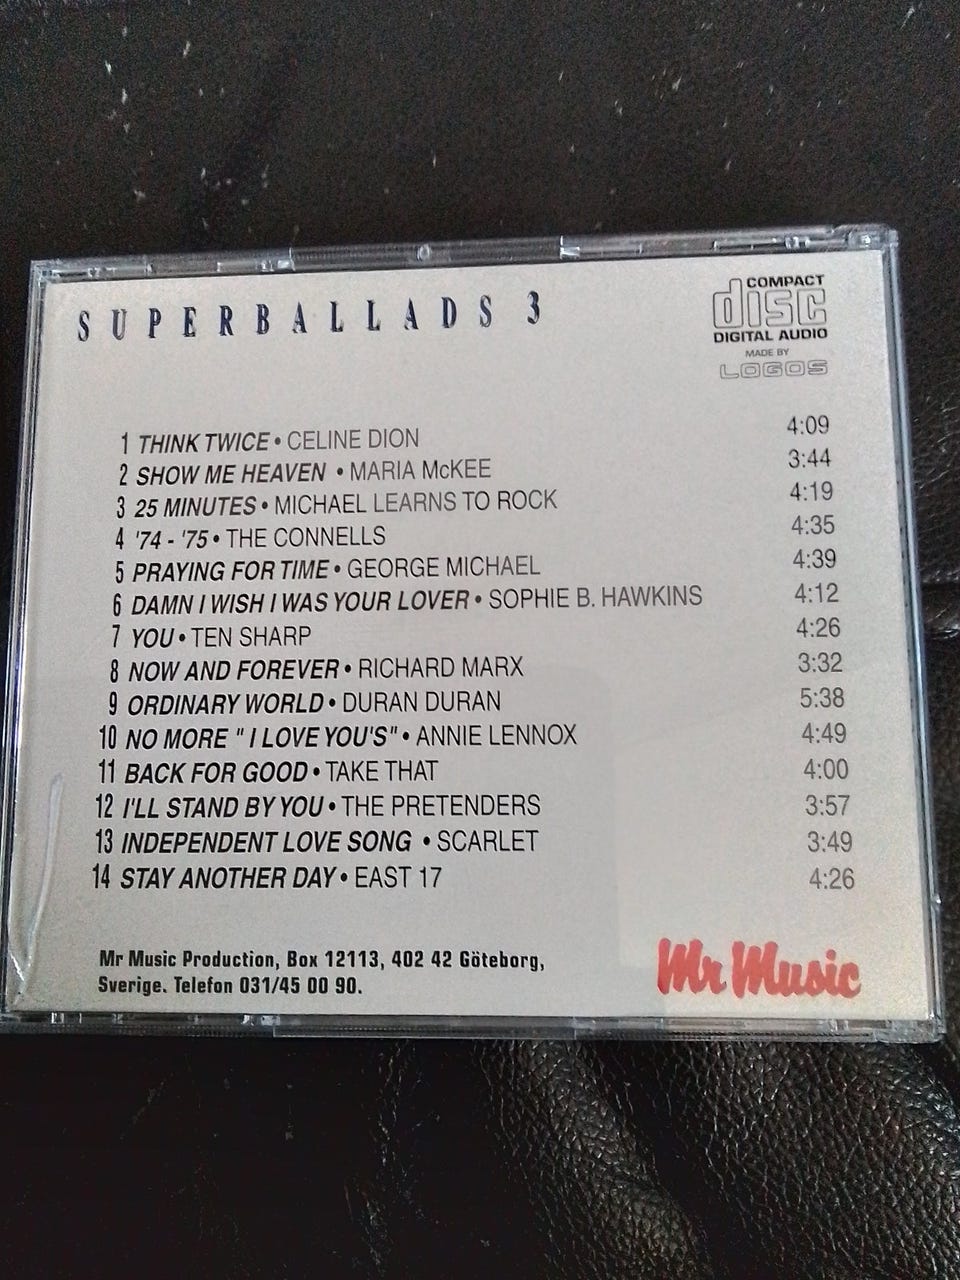 SUPERBALLADS 3
COMPACT
disc
DIGITAL AUDIO
MADE BY
LOGOS
1 THINK TWICE • CELINE DION 4:09
2 SHOW ME HEAVEN • MARIA McKEE 3:44
3 25 MINUTES • MICHAEL LEARNS TO ROCK 4:19
4 '74 - '75 • THE CONNELLS 4:35
5 PRAYING FOR TIME • GEORGE MICHAEL 4:39
6 DAMN I WISH I WAS YOUR LOVER • SOPHIE B. HAWKINS 4:12
7 YOU • TEN SHARP 4:26
8 NOW AND FOREVER • RICHARD MARX 3:32
9 ORDINARY WORLD • DURAN DURAN 5:38
10 NO MORE " I LOVE YOU'S" • ANNIE LENNOX 4:49
11 BACK FOR GOOD • TAKE THAT 4:00
12 I'LL STAND BY YOU • THE PRETENDERS 3:57
13 INDEPENDENT LOVE SONG • SCARLET 3:49
14 STAY ANOTHER DAY • EAST 17 4:26
Mr Music Production, Box 12113, 402 42 Göteborg,
Sverige. Telefon 031/45 00 90.
Mr Music